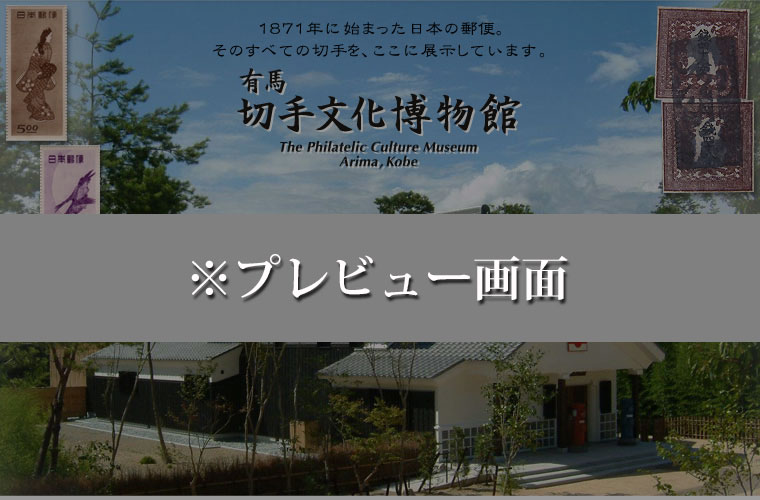 1871年に始まった日本の郵便。
そのすべての切手を、ここに展示しています。
有馬
切手文化博物館
The Philatelic Culture Museum
Arima, Kobe
日本郵便
5 00
日本郵便
※プレビュー画面